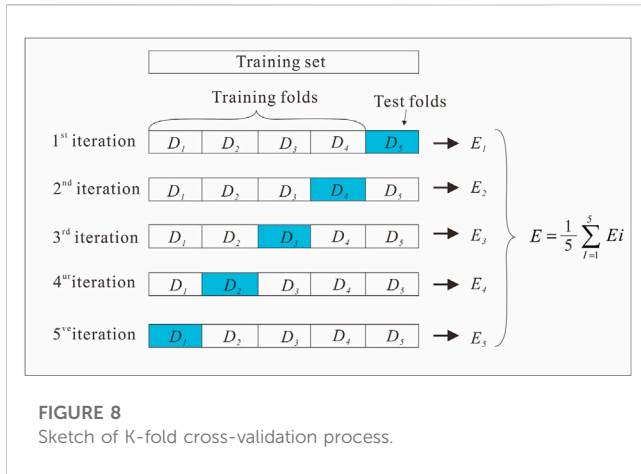 Training set
Training folds
Test folds
1st iteration D1 D2 D3 D4 D5 → E1
2nd iteration D1 D2 D3 D4 D5 → E2
3rd iteration D1 D2 D3 D4 D5 → E3
4ur iteration D1 D2 D3 D4 D5 → E4
5ve iteration D1 D2 D3 D4 D5 → E5
E = 1/5 5∑I=1 Ei
FIGURE 8
Sketch of K-fold cross-validation process.